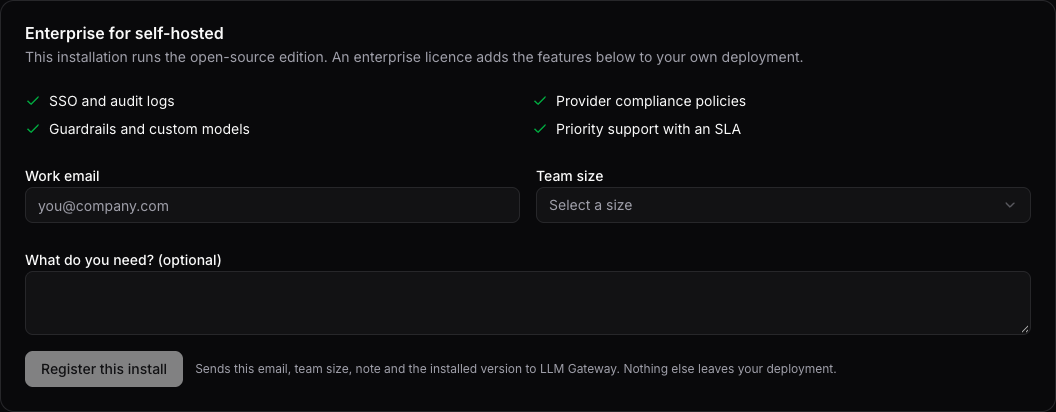 Enterprise for self-hosted
This installation runs the open-source edition. An enterprise licence adds the features below to your own deployment.
SSO and audit logs
Provider compliance policies
Guardrails and custom models
Priority support with an SLA
Work email
Team size
you@company.com
Select a size
What do you need? (optional)
Register this install
Sends this email, team size, note and the installed version to LLM Gateway. Nothing else leaves your deployment.